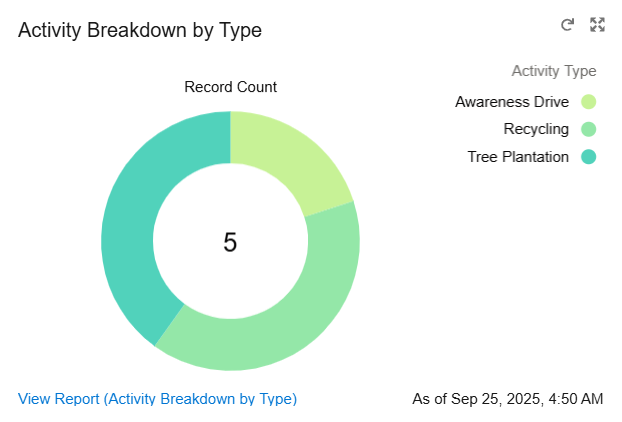 Activity Breakdown by Type
Activity Type
Record Count
Awareness Drive
Recycling
Tree Plantation
5
View Report (Activity Breakdown by Type)
As of Sep 25, 2025, 4:50 AM